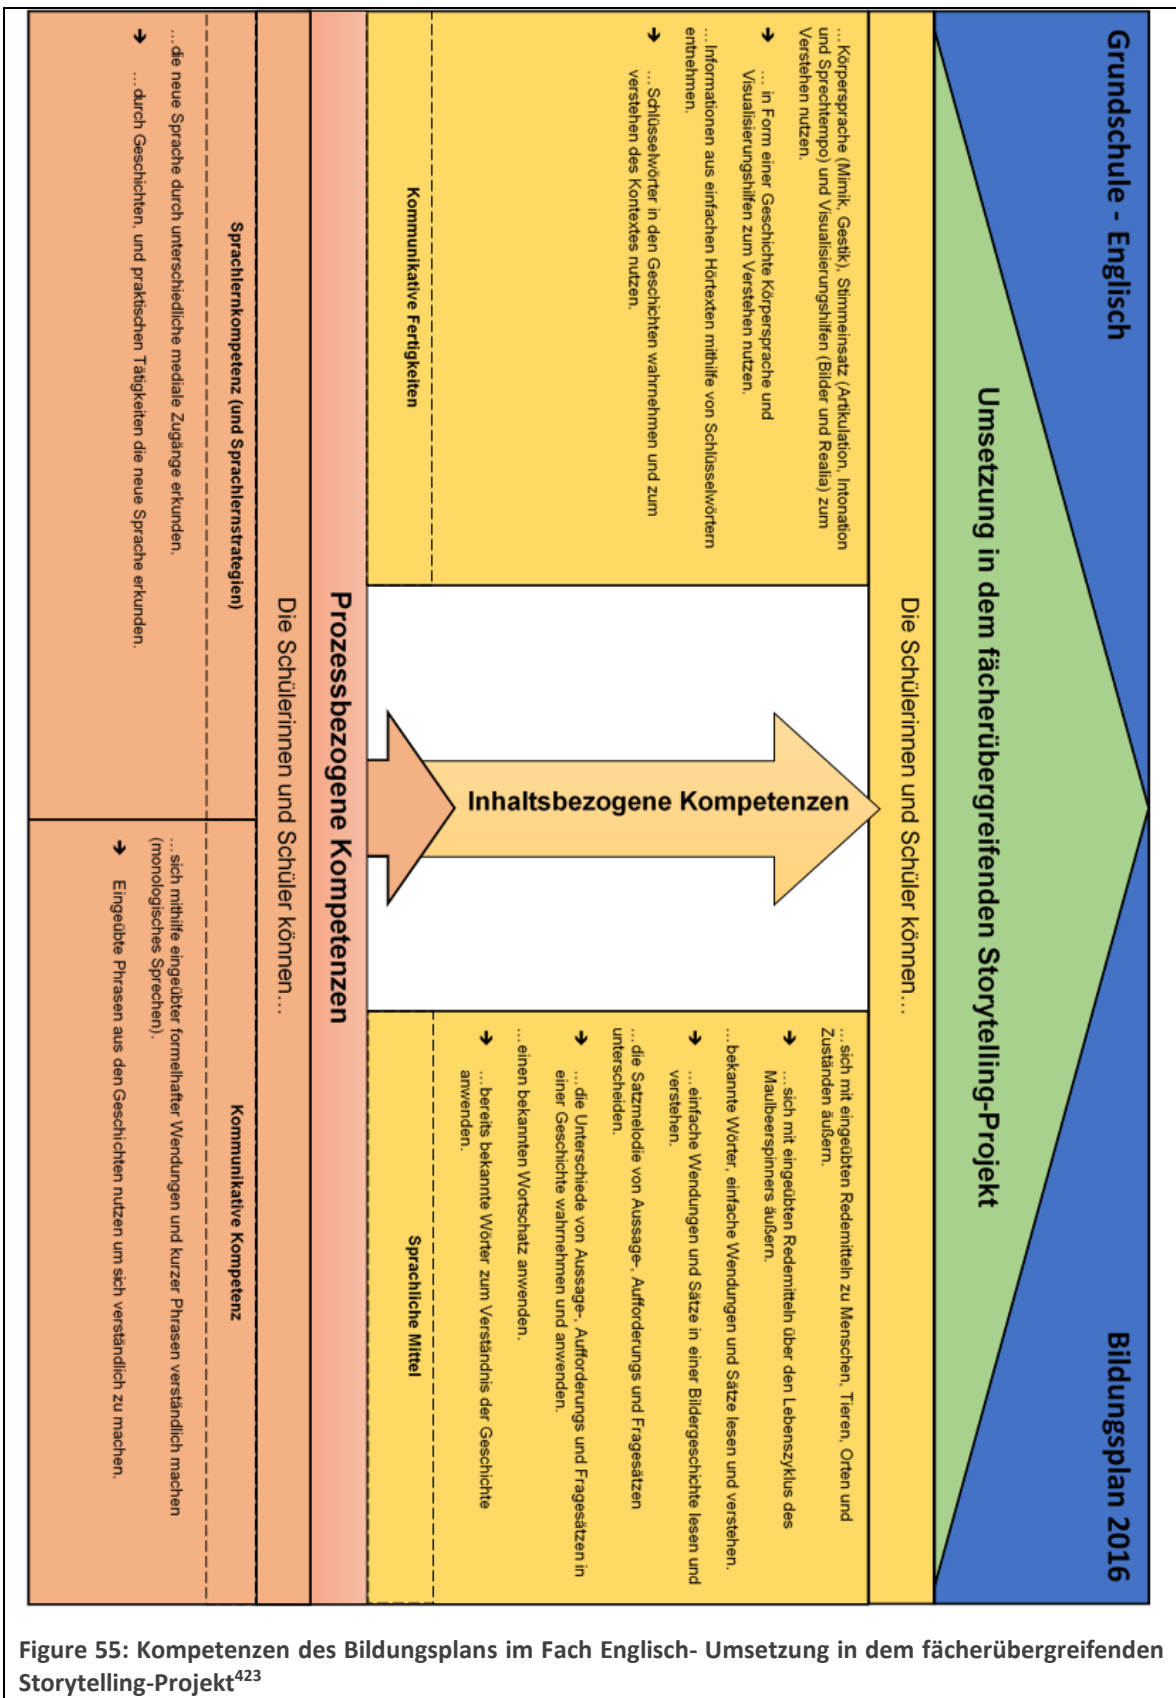 Grundschule - Englisch
Bildungsplan 2016
Umsetzung in dem fächerübergreifenden Storytelling-Projekt
Die Schülerinnen und Schüler können…
…Körpersprache (Mimik, Gestik), Stimmeinsatz (Artikulation, Intonation
und Sprechtempo) und Visualisierungshilfen (Bilder und Realia) zum
Verstehen nutzen.
➔ … in Form einer Geschichte Körpersprache und
Visualisierungshilfen zum Verstehen nutzen.
…Informationen aus einfachen Hörtexten mithilfe von Schlüsselwörtern
entnehmen.
➔ …Schlüsselwörter in den Geschichten wahrnehmen und zum
verstehen des Kontextes nutzen.
Kommunikative Fertigkeiten
Inhaltsbezogene Kompetenzen
…sich mit eingeübten Redemitteln zu Menschen, Tieren, Orten und
Zuständen äußern.
➔ …sich mit eingeübten Redemitteln über den Lebenszyklus des
Maulbeerspinners äußern.
…bekannte Wörter, einfache Wendungen und Sätze lesen und verstehen.
➔ …einfache Wendungen und Sätze in einer Bildergeschichte lesen und
verstehen.
…die Satzmelodie von Aussage-, Aufforderungs und Fragesätzen
unterscheiden.
➔ …die Unterschiede von Aussage-, Aufforderungs und Fragesätzen in
einer Geschichte wahrnehmen und anwenden.
…einen bekannten Wortschatz anwenden.
➔ …bereits bekannte Wörter zum Verständnis der Geschichte
anwenden.
Sprachliche Mittel
Prozessbezogene Kompetenzen
Die Schülerinnen und Schüler können…
Sprachlernkompetenz (und Sprachlernstrategien)
…die neue Sprache durch unterschiedliche mediale Zugänge erkunden.
➔ …durch Geschichten, und praktischen Tätigkeiten die neue Sprache erkunden.
Kommunikative Kompetenz
…sich mithilfe eingeübter formelhafter Wendungen und kurzer Phrasen verständlich machen
(monologisches Sprechen).
➔ Eingeübte Phrasen aus den Geschichten nutzen um sich verständlich zu machen.
Figure 55: Kompetenzen des Bildungsplans im Fach Englisch- Umsetzung in dem fächerübergreifenden
Storytelling-Projekt⁴²³